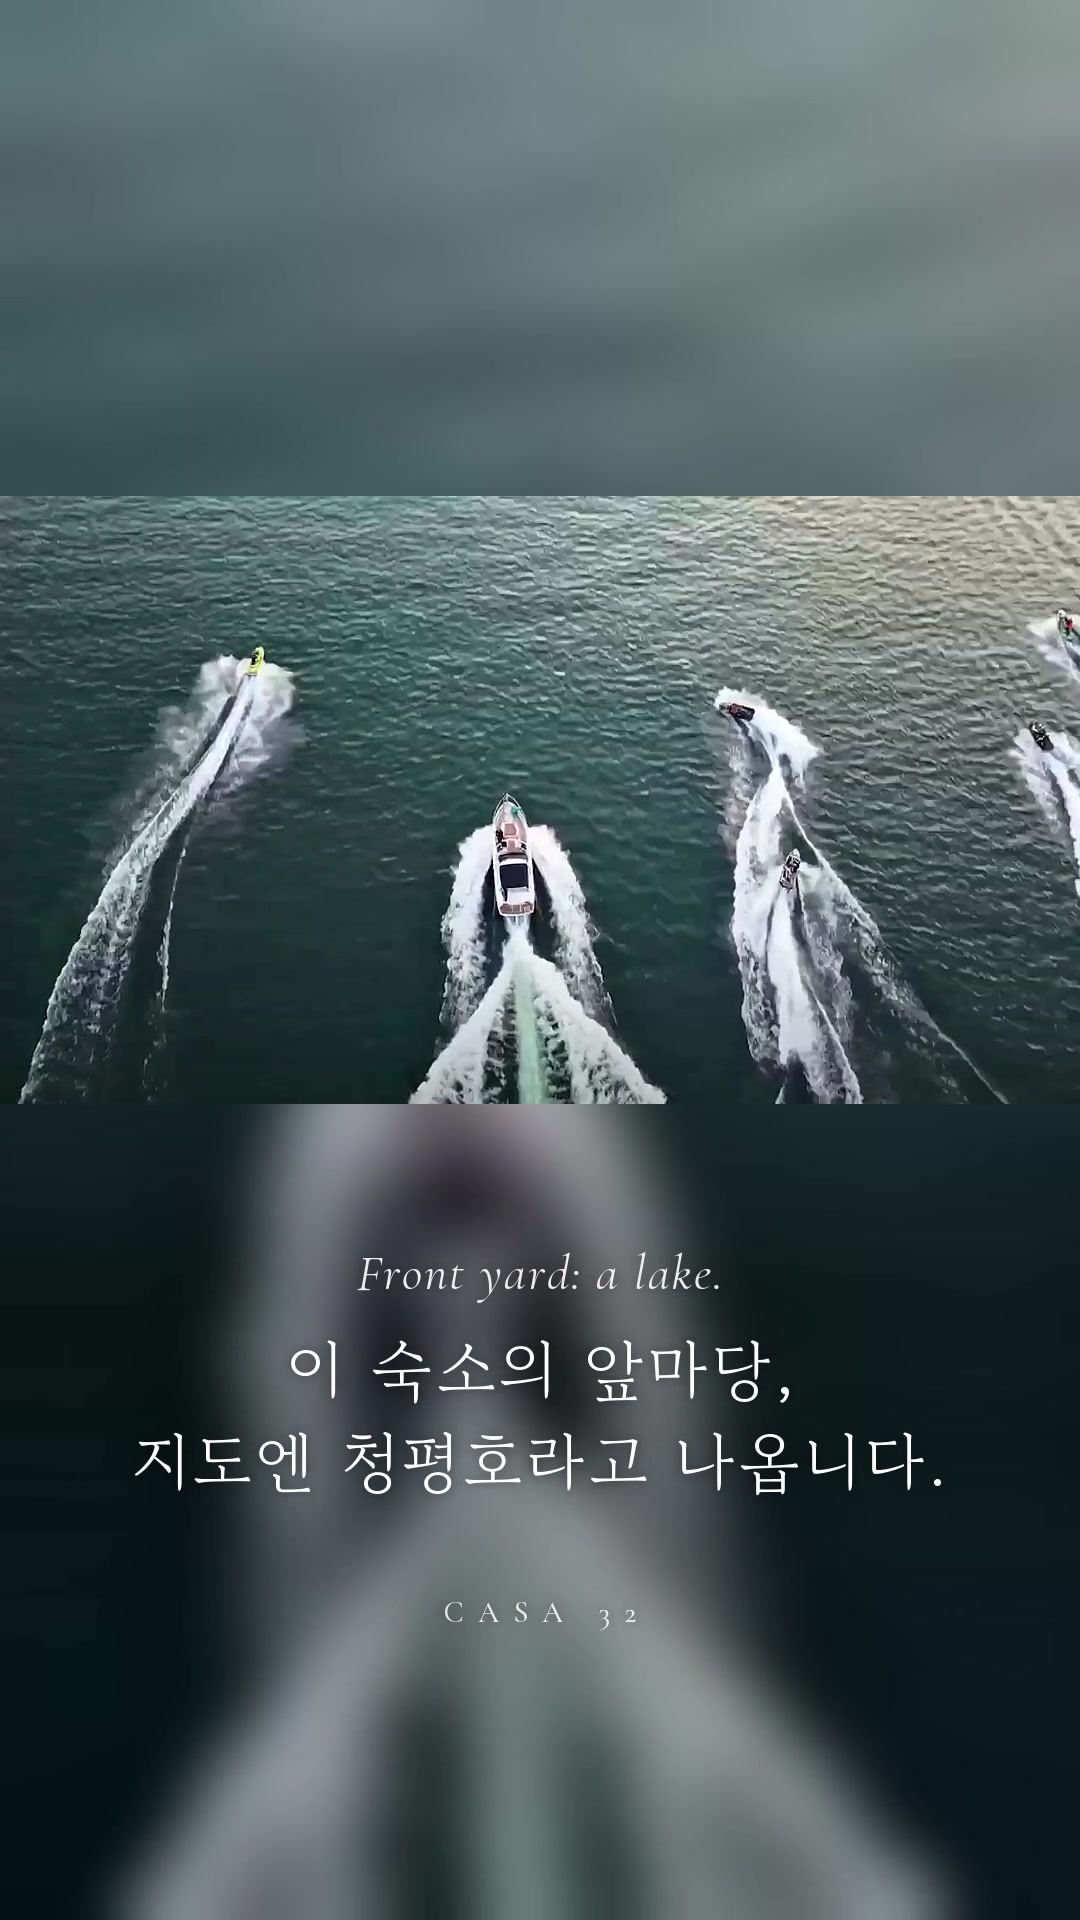 Front yard: a lake.
이 숙소의 앞마당,
지도엔 청평호라고 나옵니다.
CASA 32